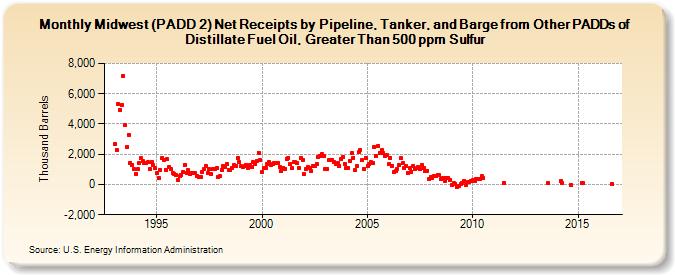 Monthly Midwest (PADD 2) Net Receipts by Pipeline, Tanker, and Barge from Other PADDs of
Distillate Fuel Oil, Greater Than 500 ppm Sulfur
Thousand Barrels
8,000
6,000
4,000
2,000
0
-2,000
1995
2000
2005
2010
2015
Source: U.S. Energy Information Administration